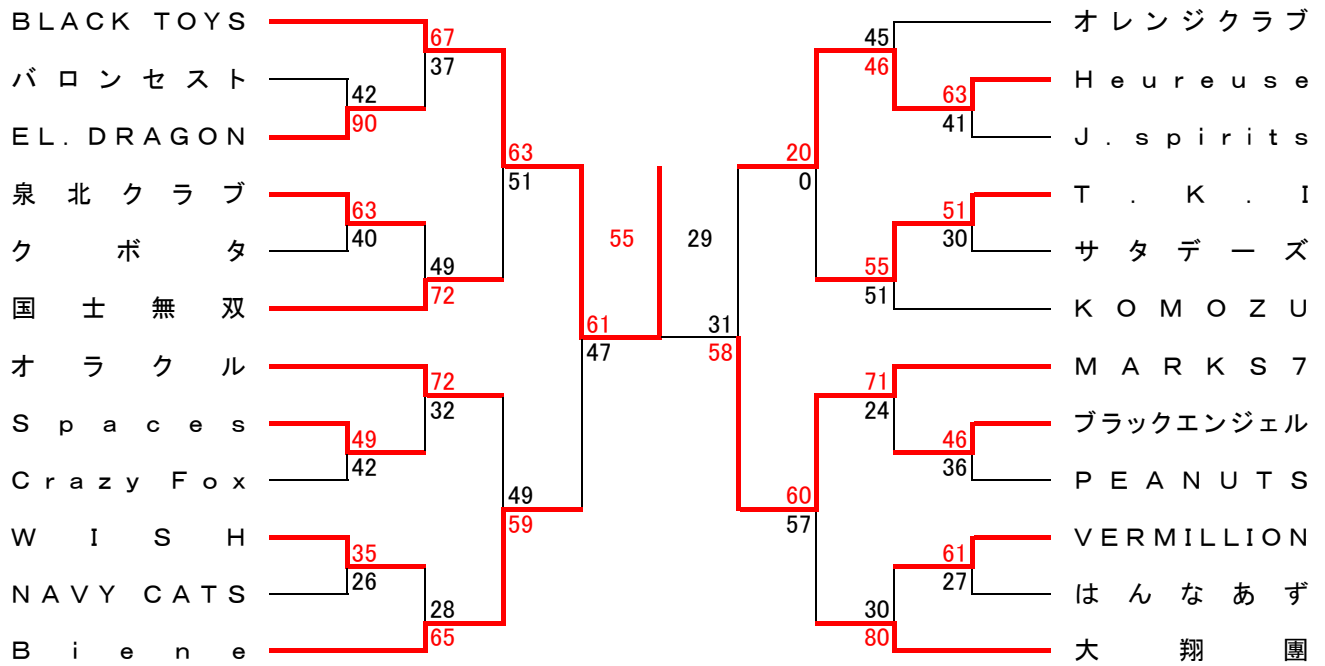 BLACK TOYS
オレンジクラブ
67
45
37
46
バロンセスト
Heureuse
42
63
90
41
EL. DRAGON
J. spirits
63
20
51
0
泉北クラブ
T.K.I
63
51
40
30
55
29
クボタ
サタデーズ
49
55
72
51
国士無双
KOMOZU
61
31
47
58
オラクル
MARKS7
72
71
32
24
Spaces
ブラックエンジェル
49
46
42
36
Crazy Fox
PEANUTS
49
60
59
57
WISH
VERMILLION
35
61
26
27
NAVY CATS
はんなあず
28
30
65
80
Biene
大翔團